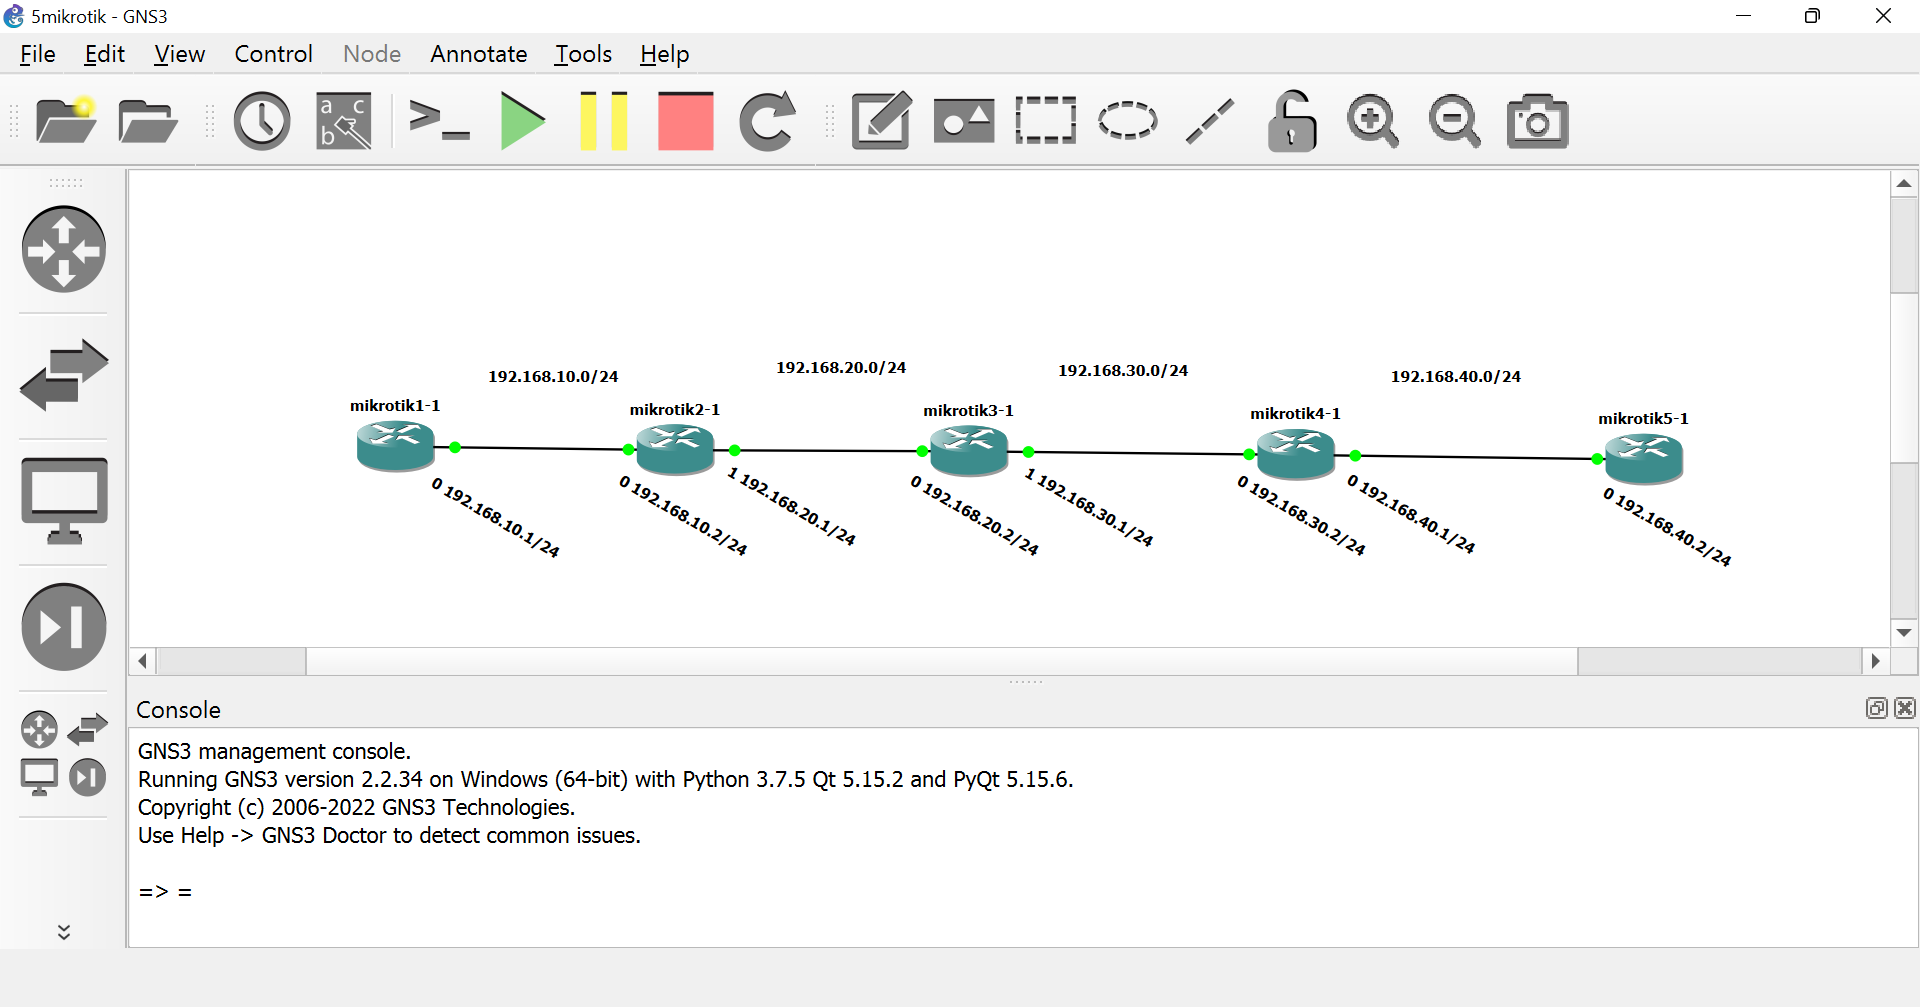 5mikrotik - GNS3
File Edit View Control Node Annotate Tools Help
a c
b
192.168.10.0/24
192.168.20.0/24
192.168.30.0/24
192.168.40.0/24
mikrotik1-1
mikrotik2-1
mikrotik3-1
mikrotik4-1
mikrotik5-1
0 192.168.10.1/24
0 192.168.10.2/24
1 192.168.20.1/24
0 192.168.20.2/24
1 192.168.30.1/24
0 192.168.30.2/24
0 192.168.40.1/24
0 192.168.40.2/24
Console
GNS3 management console.
Running GNS3 version 2.2.34 on Windows (64-bit) with Python 3.7.5 Qt 5.15.2 and PyQt 5.15.6.
Copyright (c) 2006-2022 GNS3 Technologies.
Use Help -> GNS3 Doctor to detect common issues.
=> =